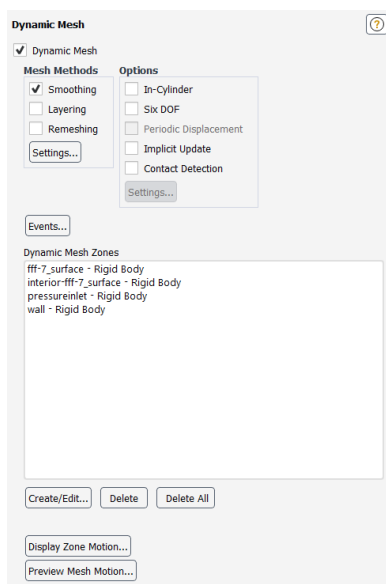 Dynamic Mesh
?
Dynamic Mesh
Mesh Methods
Options
Smoothing
Layering
Remeshing
Settings...
In-Cylinder
Six DOF
Periodic Displacement
Implicit Update
Contact Detection
Settings...
Events...
Dynamic Mesh Zones
fff-7_surface - Rigid Body
interior-fff-7_surface - Rigid Body
pressureinlet - Rigid Body
wall - Rigid Body
Create/Edit... Delete Delete All
Display Zone Motion...
Preview Mesh Motion...